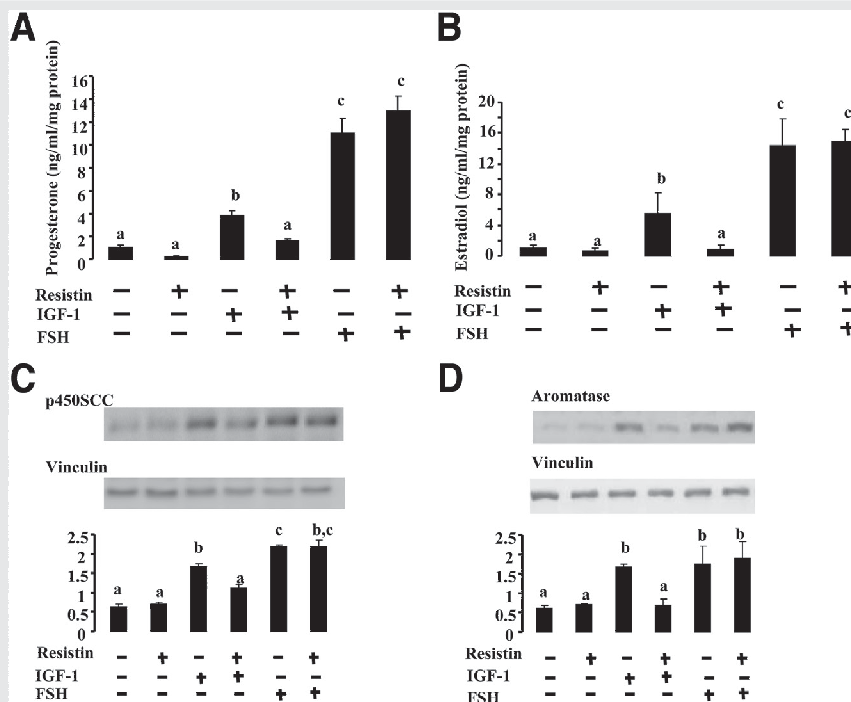 A
Progesterone (ng/ml/mg protein)
16
14
12
10
8
6
4
2
0
a
a
b
a
c
c
Resistin − + − + − +
IGF-1 − − + + − −
FSH − − − − + +
B
Estradiol (ng/ml/mg protein)
20
16
12
8
4
0
a
a
b
a
c
c
Resistin − + − + − +
IGF-1 − − + + − −
FSH − − − − + +
C
p450SCC
Vinculin
2.5
2
1.5
1
0.5
0
a
a
b
a
c
b,c
Resistin − + − + − +
IGF-1 − − + + − −
FSH − − − − + +
D
Aromatase
Vinculin
2.5
2
1.5
1
0.5
0
a
a
b
a
b
b
Resistin − + − + − +
IGF-1 − − + + − −
FSH − − − − + +